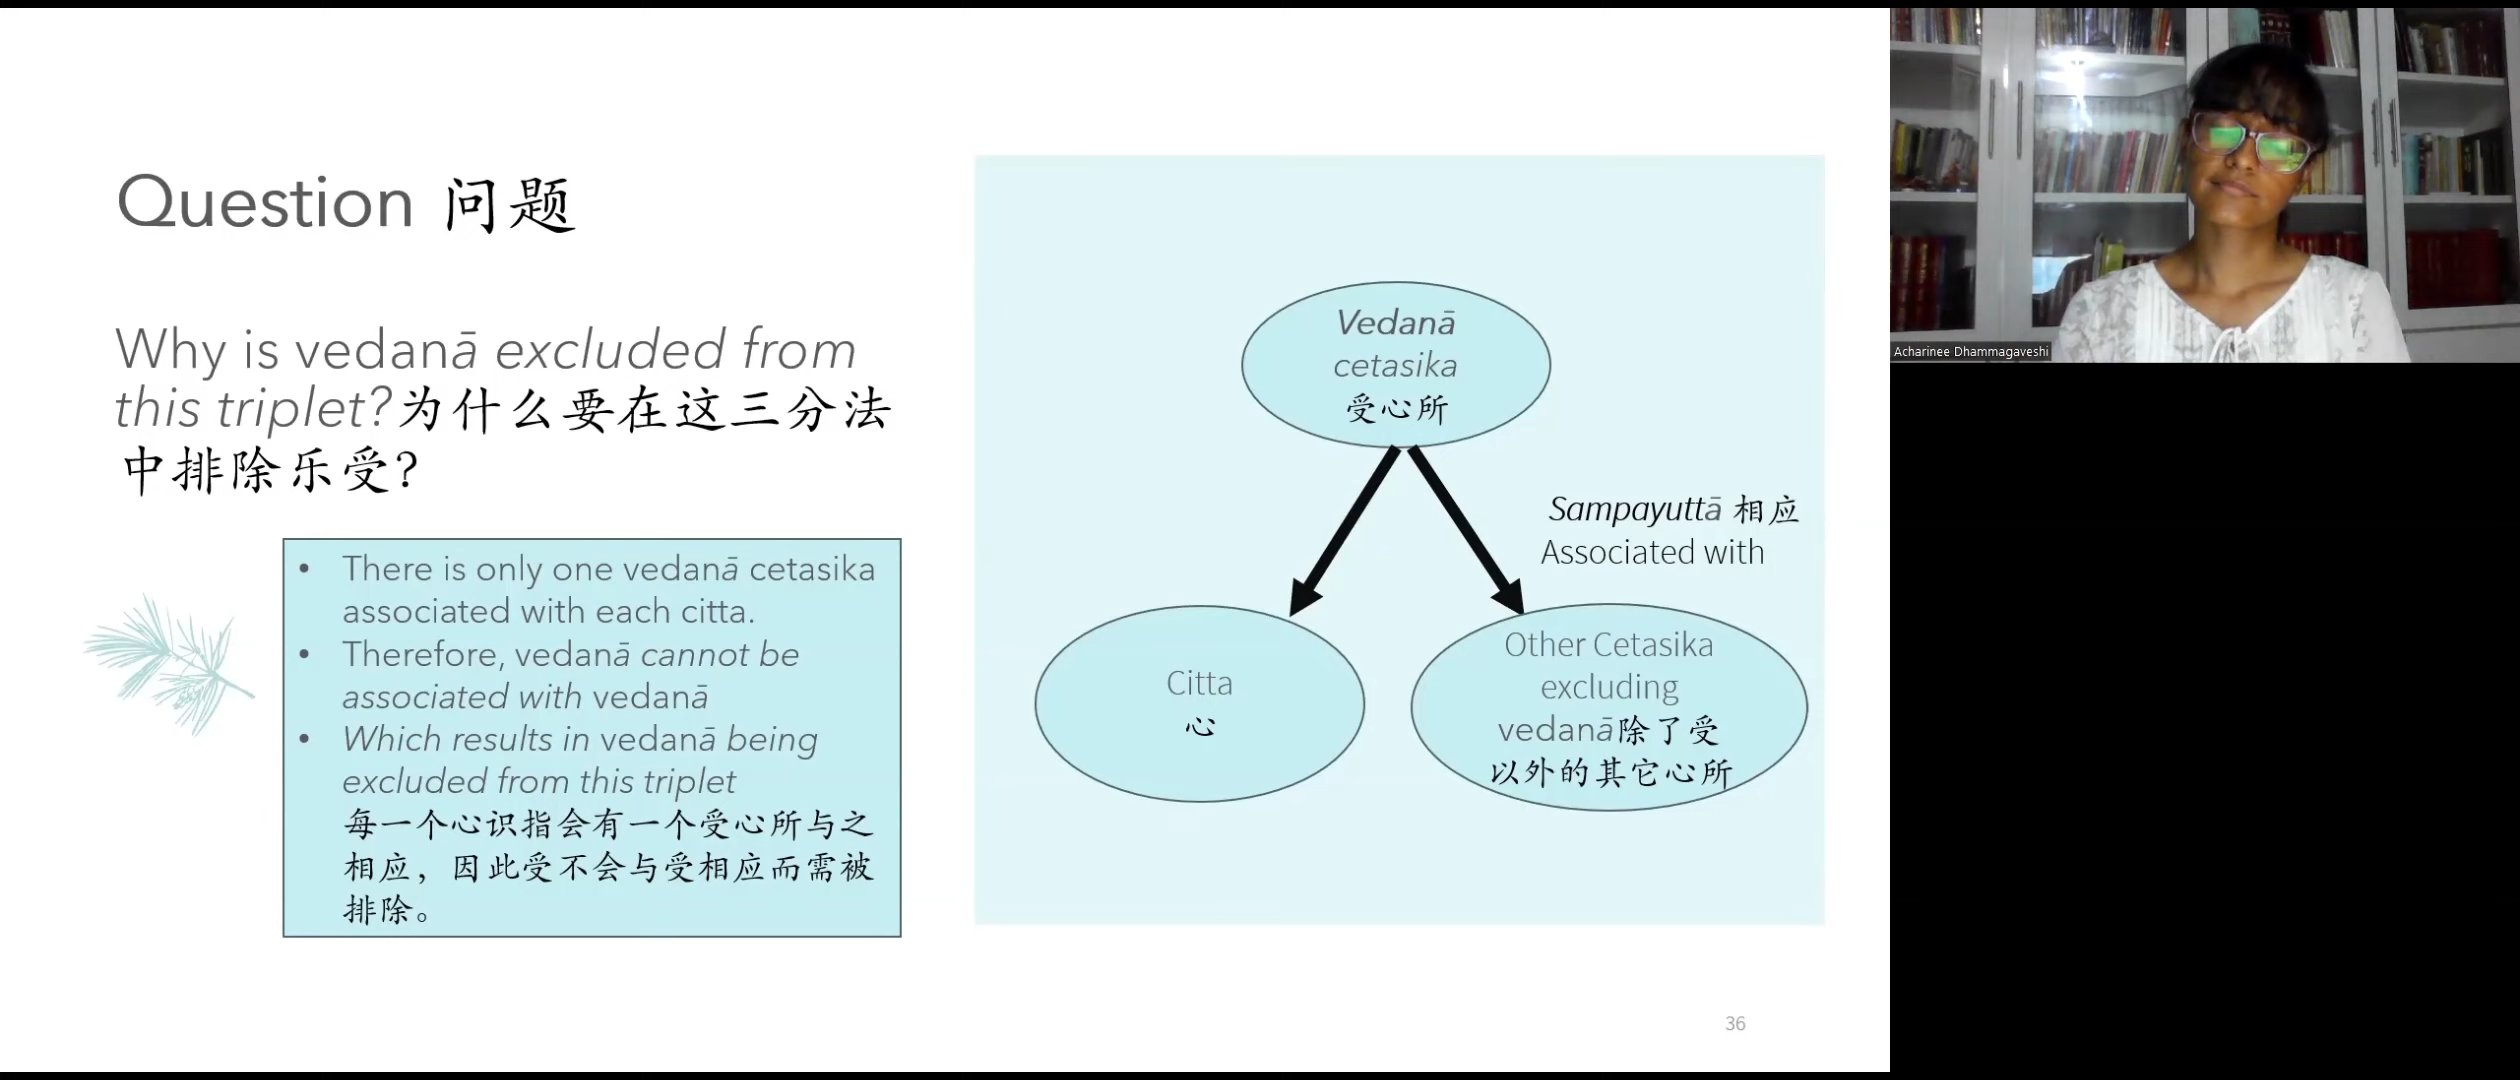 Question 问题
Why is vedanā excluded from
this triplet?为什么要在这三分法
中排除乐受?
• There is only one vedanā cetasika
associated with each citta.
• Therefore, vedanā cannot be
associated with vedanā
• Which results in vedanā being
excluded from this triplet
每一个心识指会有一个受心所与之
相应，因此受不会与受相应而需被
排除。
Vedanā
cetasika
受心所
Sampayuttā 相应
Associated with
Citta
心
Other Cetasika
excluding
vedanā除了受
以外的其它心所
36
Acharinee Dhammagaveshi